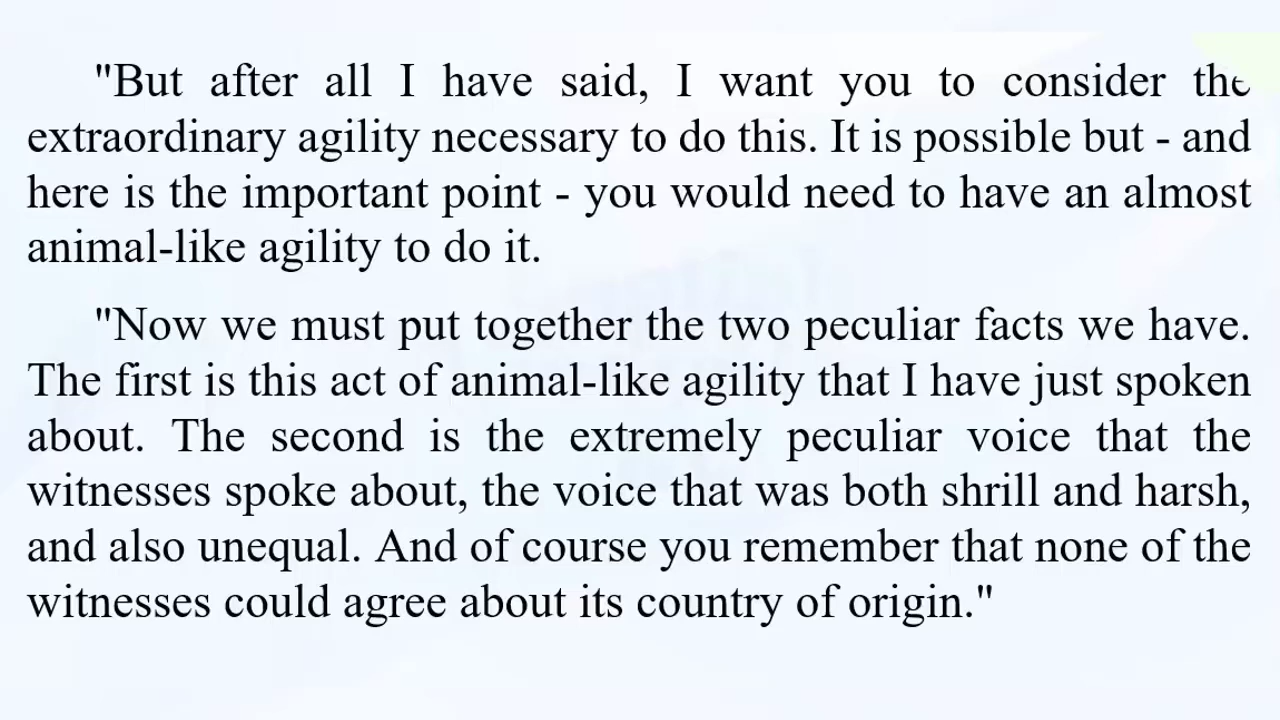 "But after all I have said, I want you to consider the
extraordinary agility necessary to do this. It is possible but - and
here is the important point - you would need to have an almost
animal-like agility to do it.
"Now we must put together the two peculiar facts we have.
The first is this act of animal-like agility that I have just spoken
about. The second is the extremely peculiar voice that the
witnesses spoke about, the voice that was both shrill and harsh,
and also unequal. And of course you remember that none of the
witnesses could agree about its country of origin."